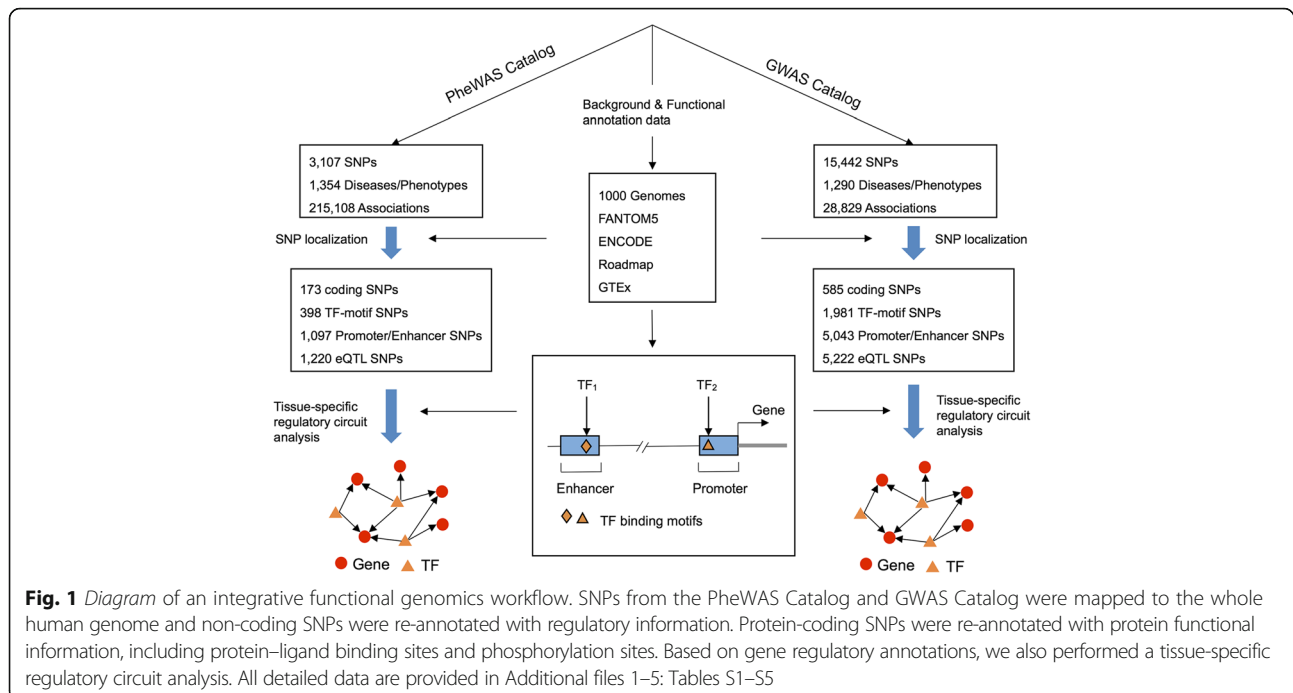 PheWAS Catalog
GWAS Catalog
Background & Functional
annotation data
3,107 SNPs
1,354 Diseases/Phenotypes
215,108 Associations
1000 Genomes
FANTOM5
ENCODE
Roadmap
GTEx
15,442 SNPs
1,290 Diseases/Phenotypes
28,829 Associations
SNP localization
SNP localization
173 coding SNPs
398 TF-motif SNPs
1,097 Promoter/Enhancer SNPs
1,220 eQTL SNPs
585 coding SNPs
1,981 TF-motif SNPs
5,043 Promoter/Enhancer SNPs
5,222 eQTL SNPs
Tissue-specific
regulatory circuit
analysis
TF1
TF2
Gene
Enhancer
Promoter
TF binding motifs
Tissue-specific
regulatory circuit
analysis
Gene TF
Gene TF
Fig. 1 Diagram of an integrative functional genomics workflow. SNPs from the PheWAS Catalog and GWAS Catalog were mapped to the whole
human genome and non-coding SNPs were re-annotated with regulatory information. Protein-coding SNPs were re-annotated with protein functional
information, including protein–ligand binding sites and phosphorylation sites. Based on gene regulatory annotations, we also performed a tissue-specific
regulatory circuit analysis. All detailed data are provided in Additional files 1–5: Tables S1–S5